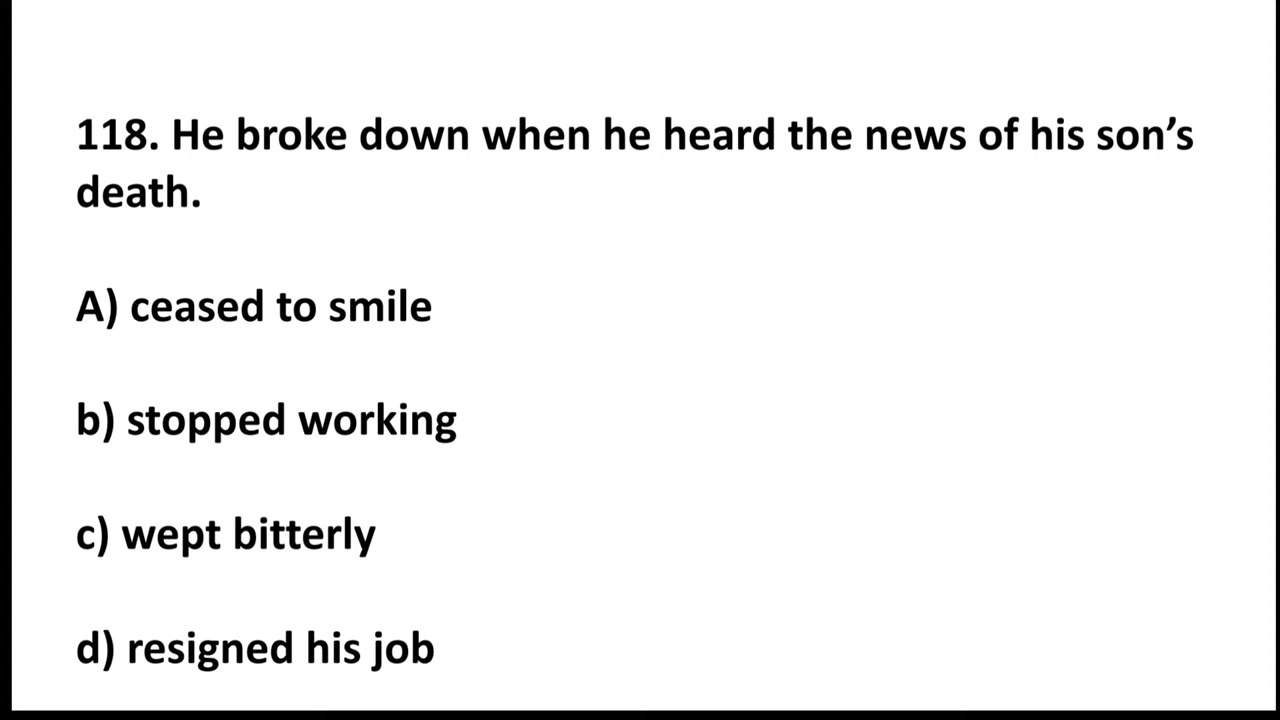 118. He broke down when he heard the news of his son’s
death.
A) ceased to smile
b) stopped working
c) wept bitterly
d) resigned his job